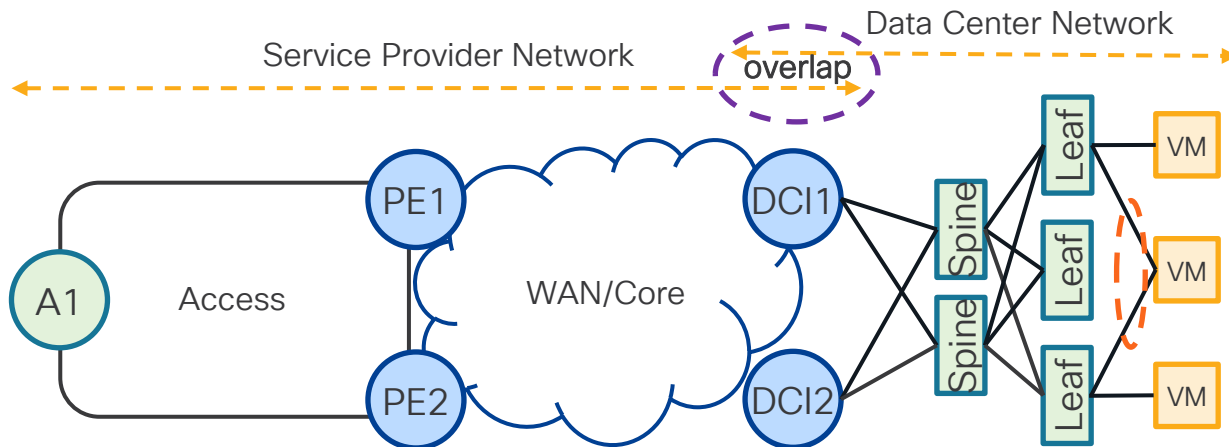 Data Center Network
Service Provider Network
overlap
PE1
DCI1
Leaf
VM
Spine
A1
Access
WAN/Core
Leaf
VM
Spine
PE2
DCI2
Leaf
VM